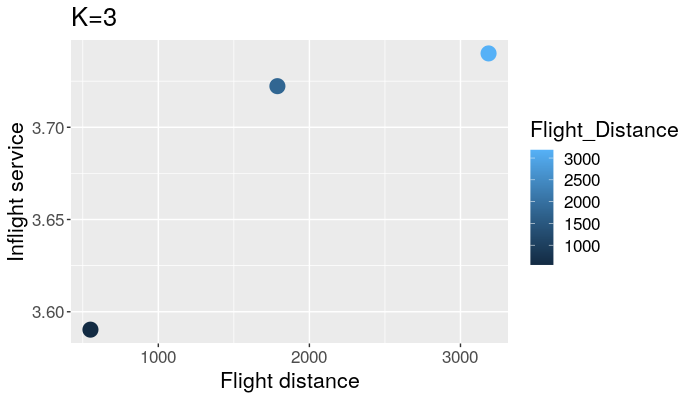 K=3
Inflight service
3.70
3.65
3.60
1000 2000 3000
Flight distance
Flight_Distance
3000
2500
2000
1500
1000